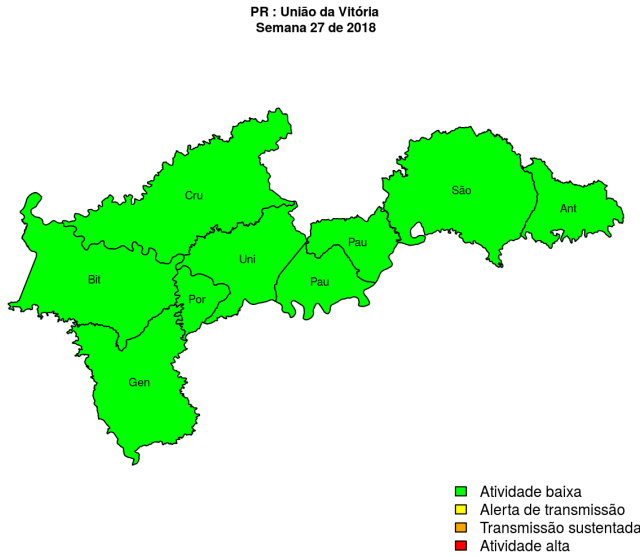 PR : União da Vitória
Semana 27 de 2018
Cru
São
Ant
Pau
Uni
Bit
Pau
Por
Gen
Atividade baixa
Alerta de transmissão
Transmissão sustentada
Atividade alta